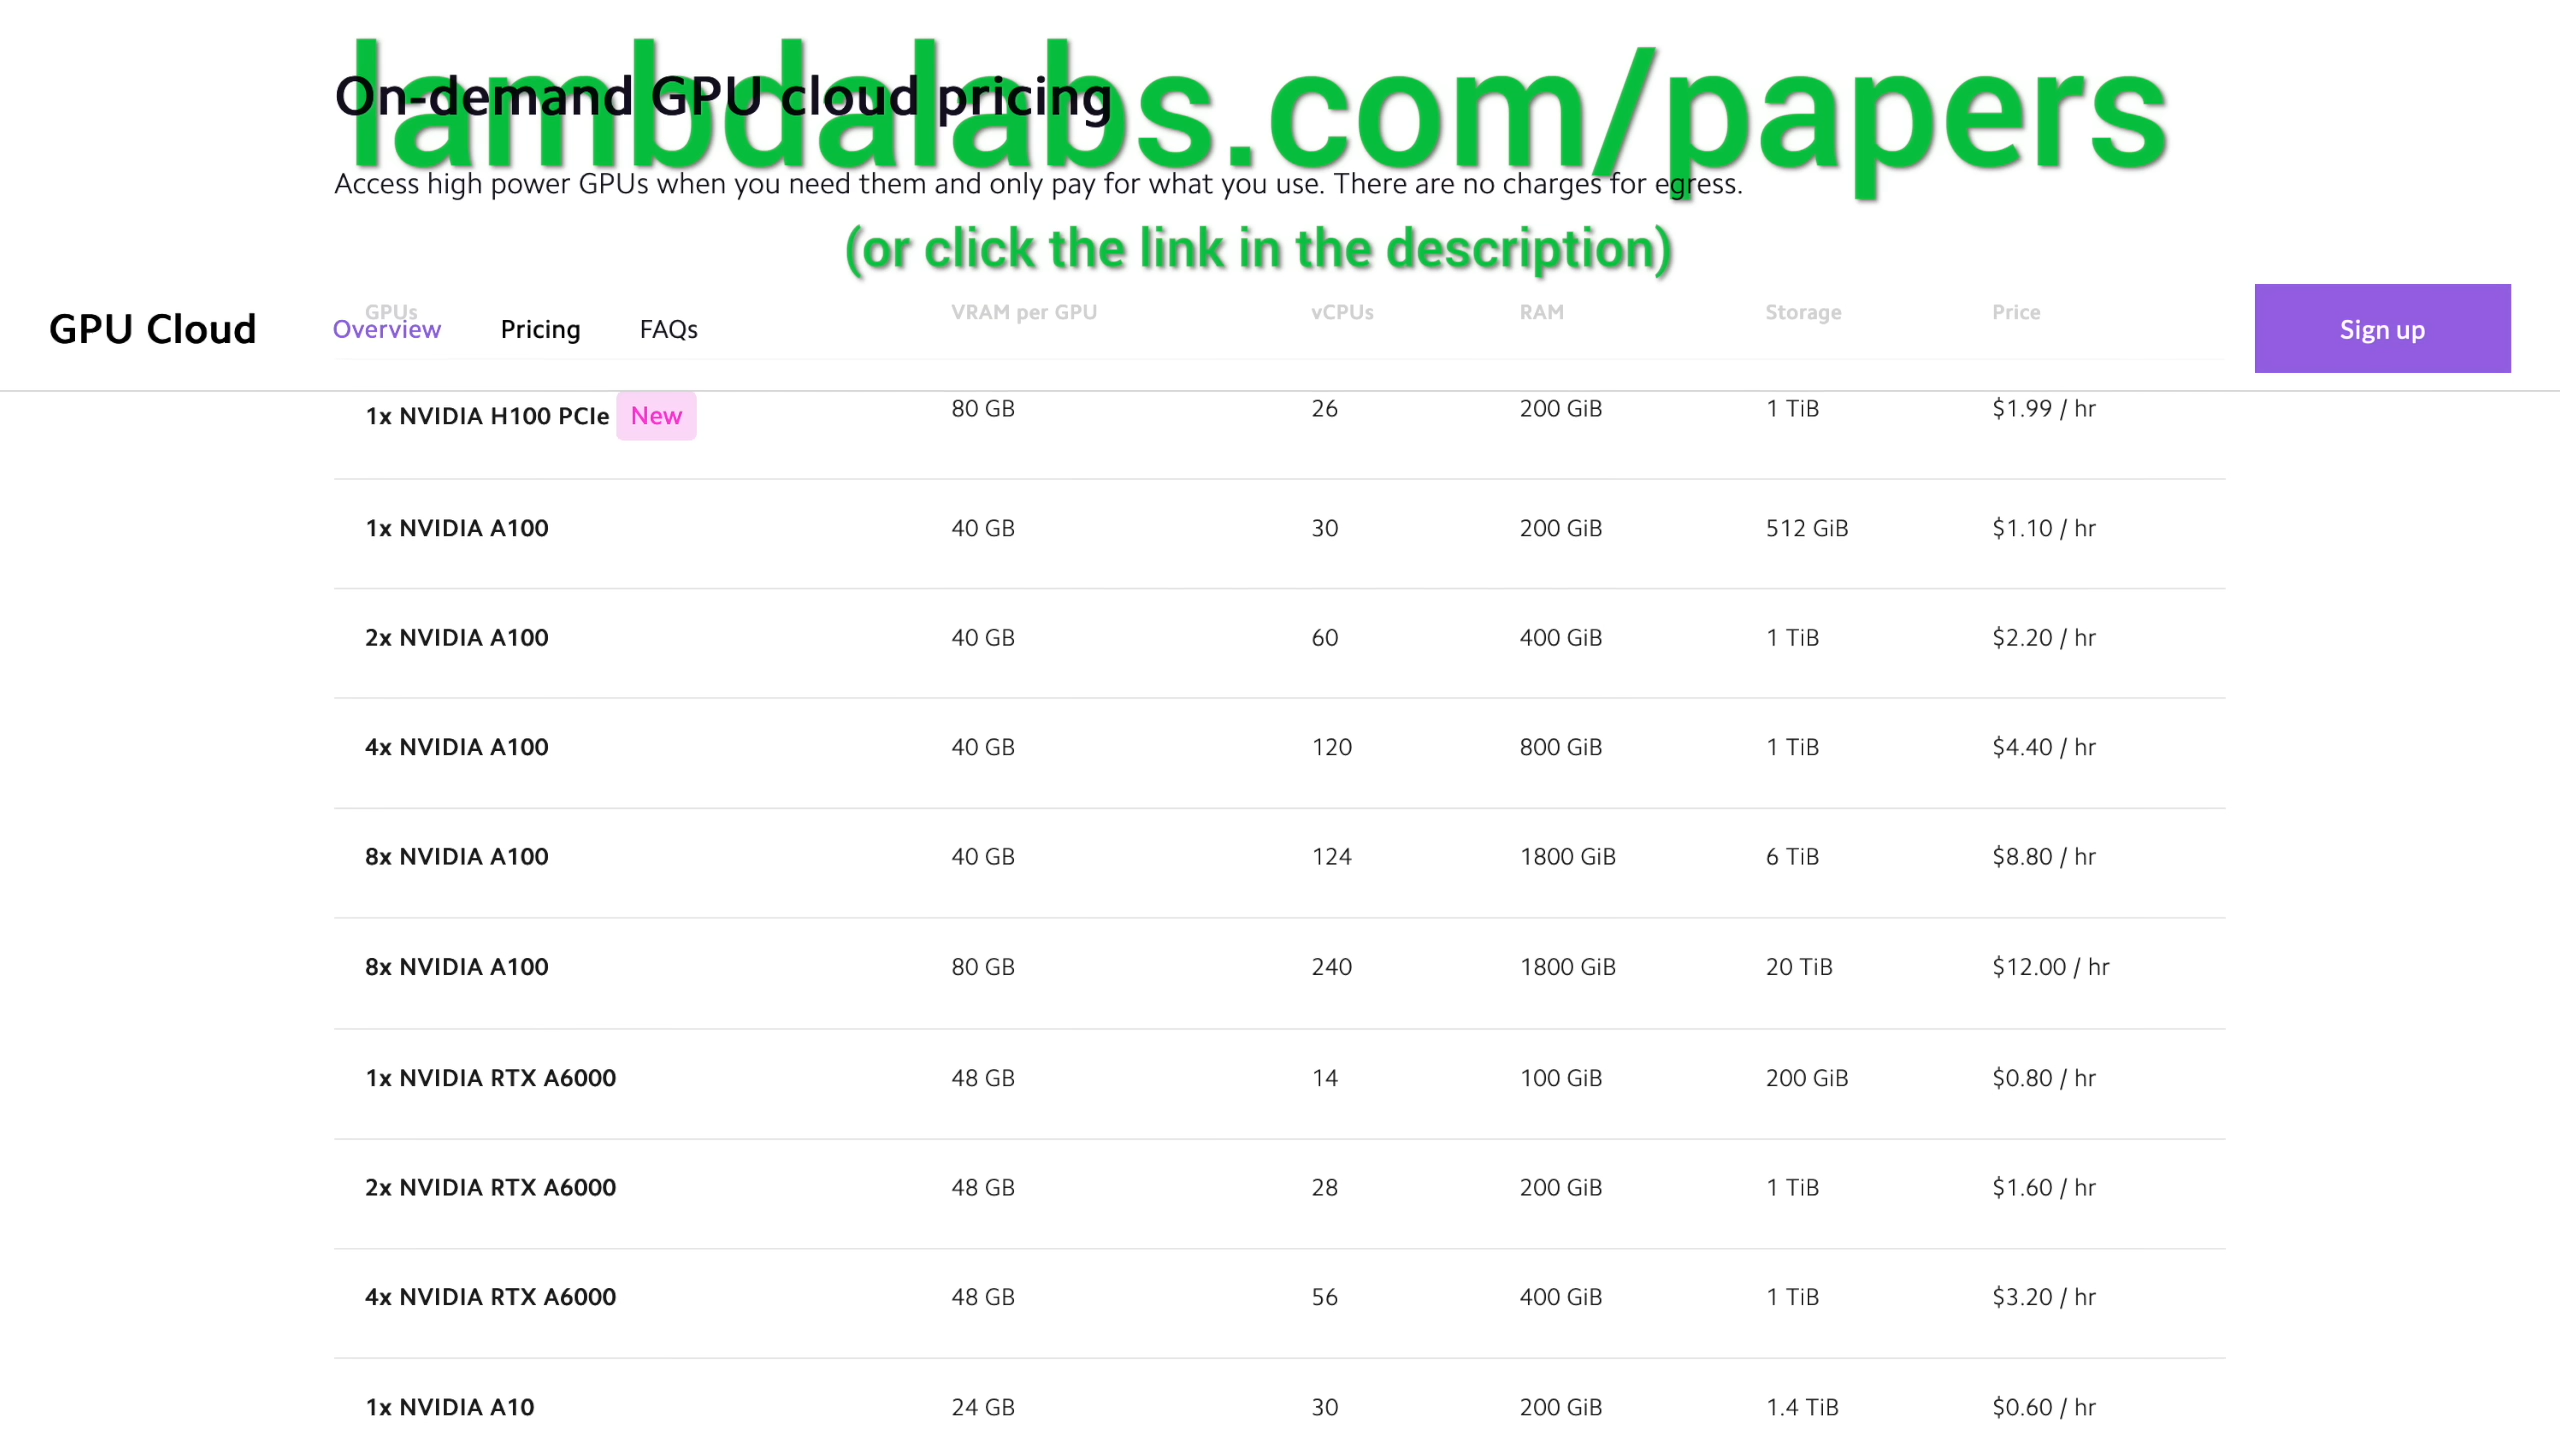 lambdalabs.com/papers
On-demand GPU cloud pricing
Access high power GPUs when you need them and only pay for what you use. There are no charges for egress.
(or click the link in the description)
GPU Cloud Overview Pricing FAQs Sign up
GPUs VRAM per GPU vCPUs RAM Storage Price
1x NVIDIA H100 PCIe New 80 GB 26 200 GiB 1 TiB $1.99 / hr
1x NVIDIA A100 40 GB 30 200 GiB 512 GiB $1.10 / hr
2x NVIDIA A100 40 GB 60 400 GiB 1 TiB $2.20 / hr
4x NVIDIA A100 40 GB 120 800 GiB 1 TiB $4.40 / hr
8x NVIDIA A100 40 GB 124 1800 GiB 6 TiB $8.80 / hr
8x NVIDIA A100 80 GB 240 1800 GiB 20 TiB $12.00 / hr
1x NVIDIA RTX A6000 48 GB 14 100 GiB 200 GiB $0.80 / hr
2x NVIDIA RTX A6000 48 GB 28 200 GiB 1 TiB $1.60 / hr
4x NVIDIA RTX A6000 48 GB 56 400 GiB 1 TiB $3.20 / hr
1x NVIDIA A10 24 GB 30 200 GiB 1.4 TiB $0.60 / hr